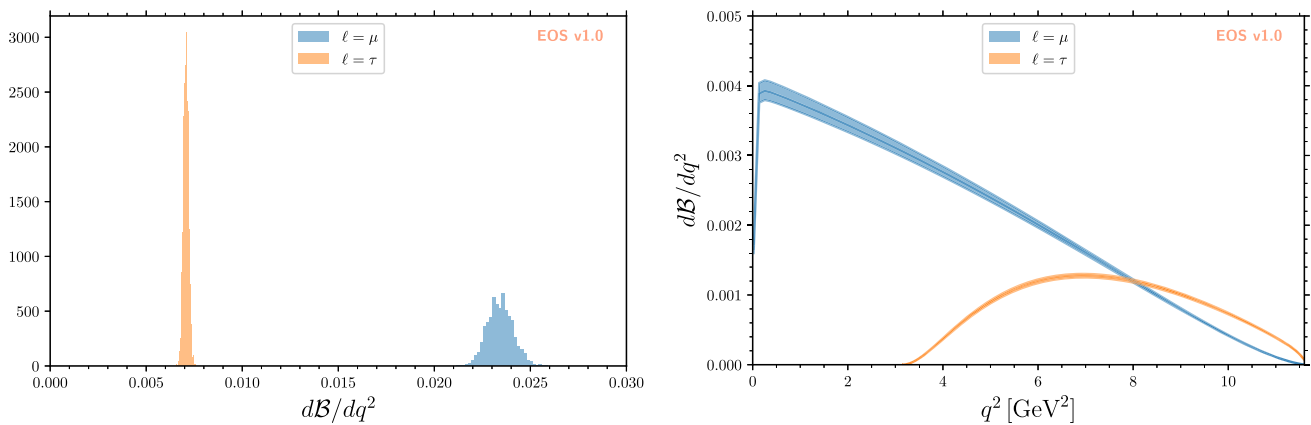 3000
2500
2000
1500
1000
500
0
0.000 0.005 0.010 0.015 0.020 0.025 0.030
dℬ/dq²
ℓ = μ
ℓ = τ
EOS v1.0
0.005
0.004
0.003
0.002
0.001
0.000
0 2 4 6 8 10
dℬ/dq²
q² [GeV²]
ℓ = μ
ℓ = τ
EOS v1.0